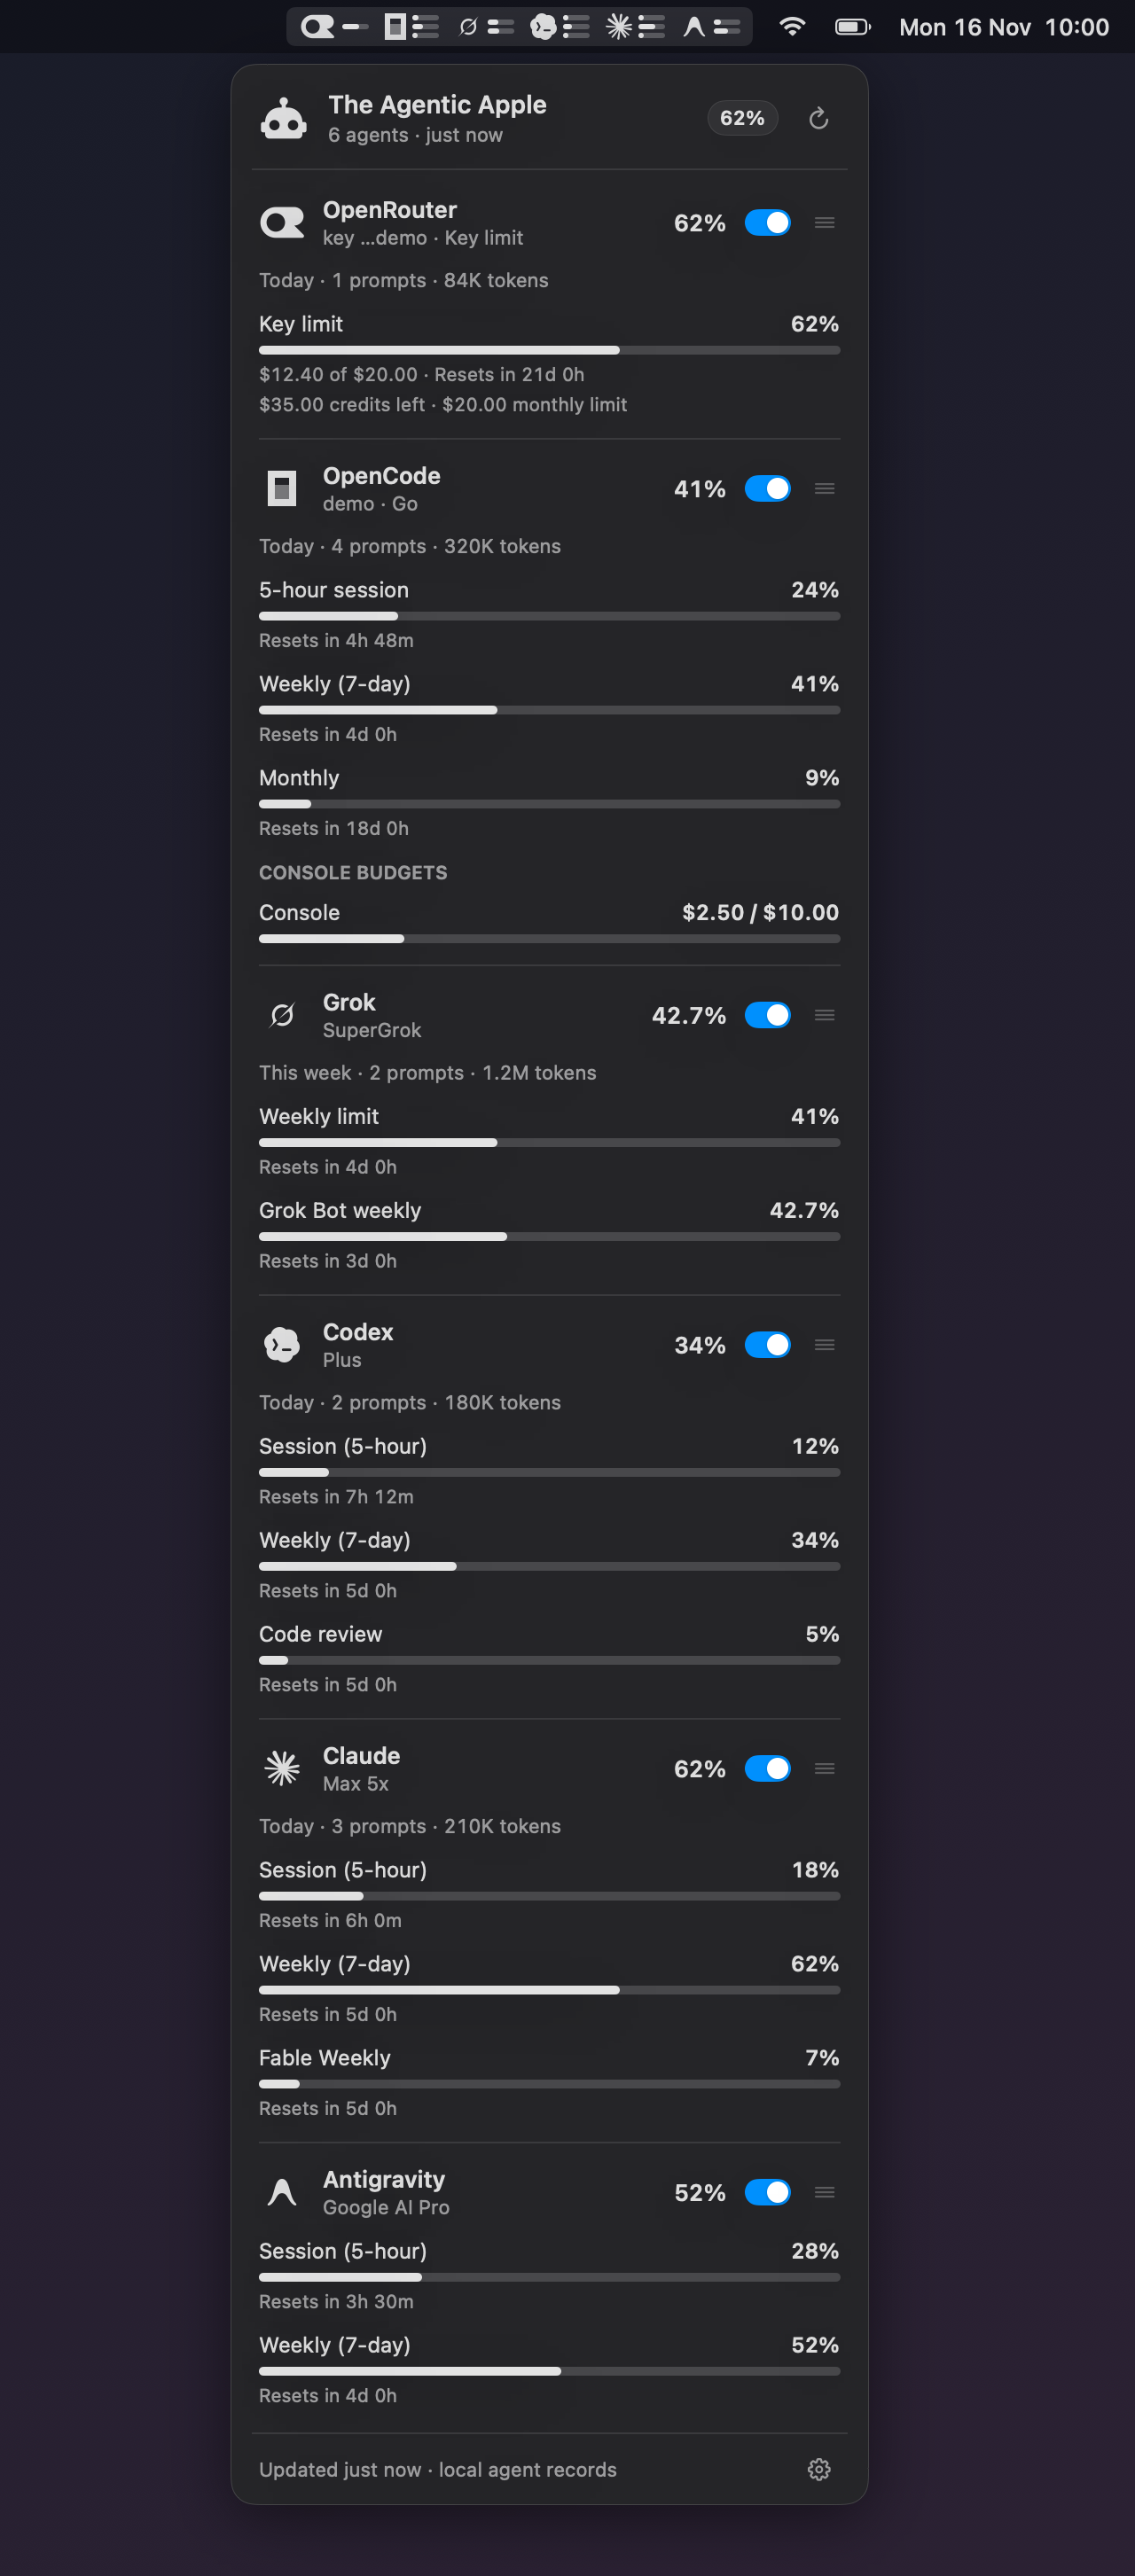 Mon 16 Nov 10:00
The Agentic Apple
6 agents · just now
62%
OpenRouter
key ...demo · Key limit
62%
Today · 1 prompts · 84K tokens
Key limit 62%
$12.40 of $20.00 · Resets in 21d 0h
$35.00 credits left · $20.00 monthly limit
OpenCode
demo · Go
41%
Today · 4 prompts · 320K tokens
5-hour session 24%
Resets in 4h 48m
Weekly (7-day) 41%
Resets in 4d 0h
Monthly 9%
Resets in 18d 0h
CONSOLE BUDGETS
Console $2.50 / $10.00
Grok
SuperGrok
42.7%
This week · 2 prompts · 1.2M tokens
Weekly limit 41%
Resets in 4d 0h
Grok Bot weekly 42.7%
Resets in 3d 0h
Codex
Plus
34%
Today · 2 prompts · 180K tokens
Session (5-hour) 12%
Resets in 7h 12m
Weekly (7-day) 34%
Resets in 5d 0h
Code review 5%
Resets in 5d 0h
Claude
Max 5x
62%
Today · 3 prompts · 210K tokens
Session (5-hour) 18%
Resets in 6h 0m
Weekly (7-day) 62%
Resets in 5d 0h
Fable Weekly 7%
Resets in 5d 0h
Antigravity
Google AI Pro
52%
Session (5-hour) 28%
Resets in 3h 30m
Weekly (7-day) 52%
Resets in 4d 0h
Updated just now · local agent records